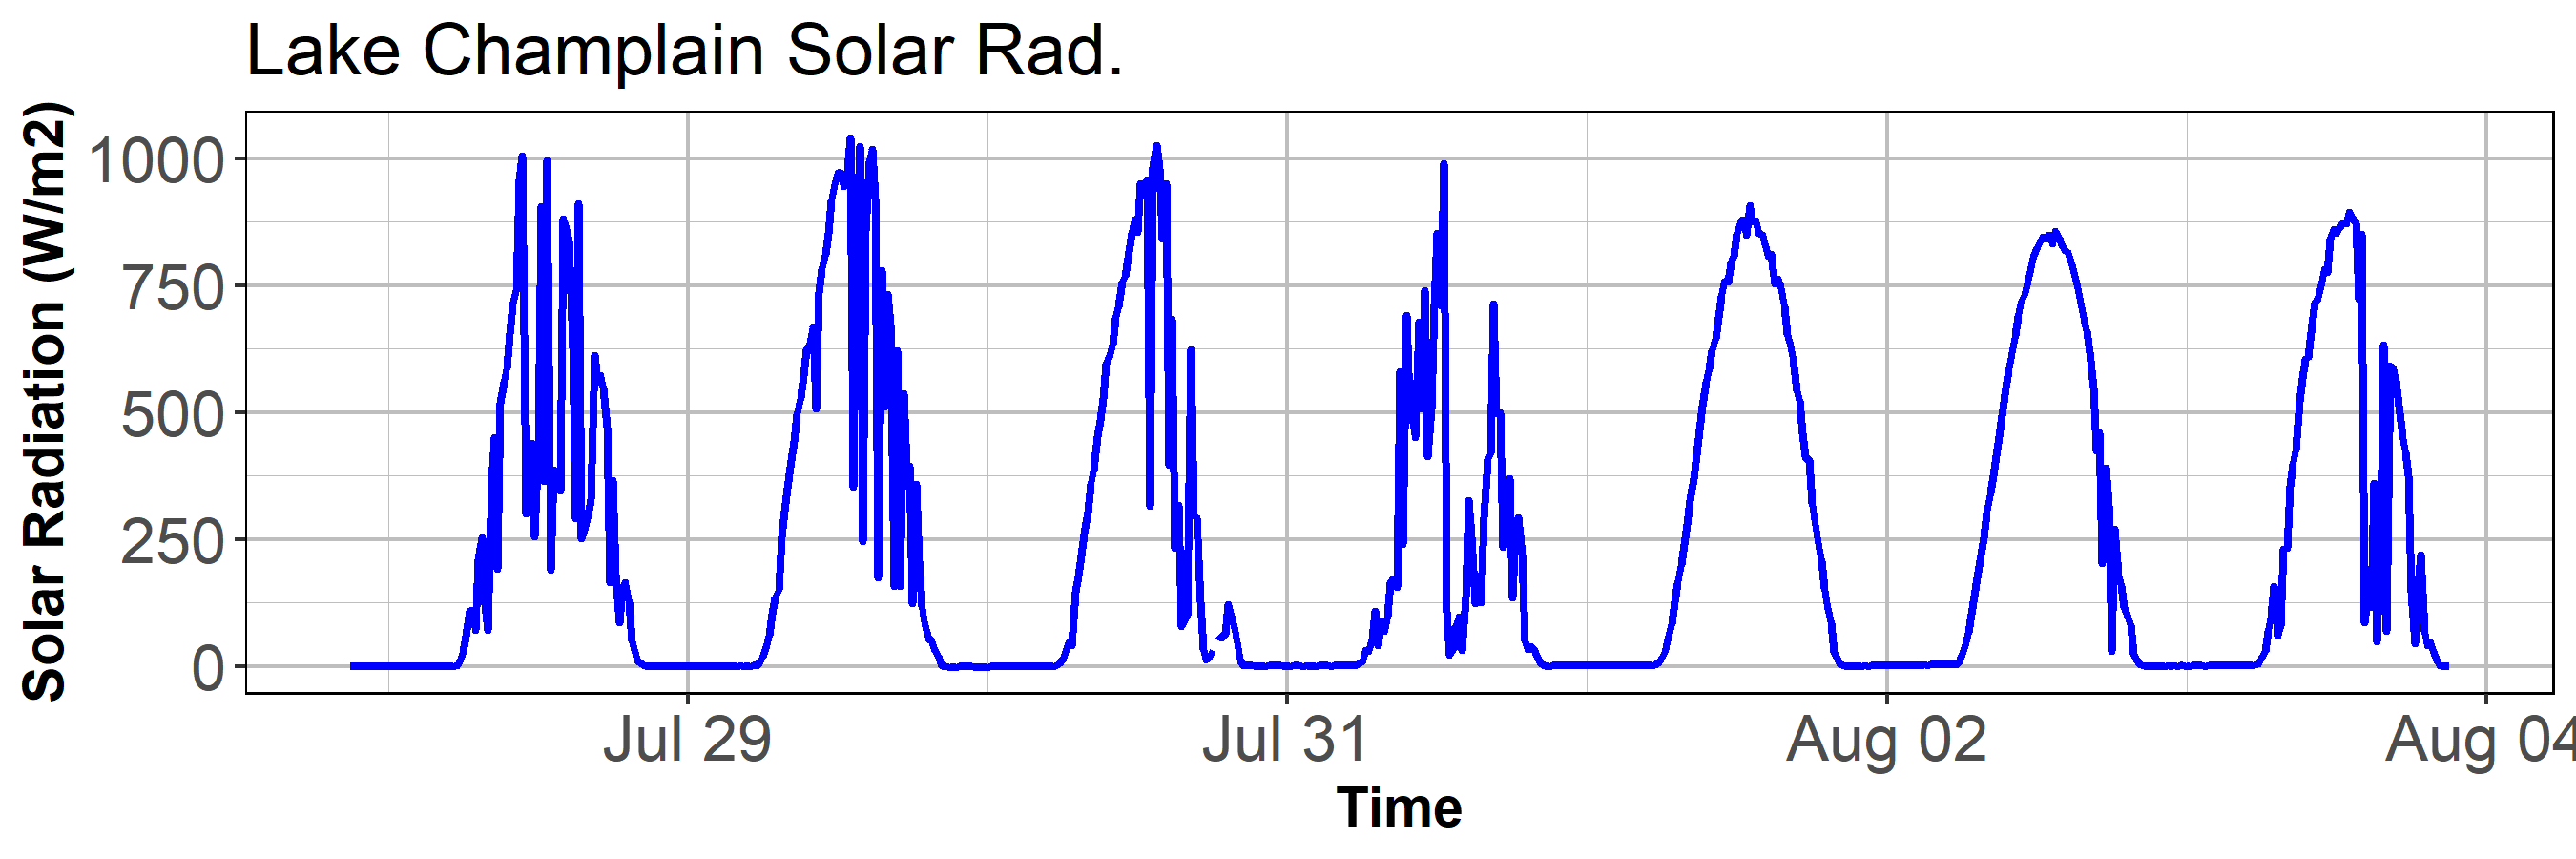 Lake Champlain Solar Rad.
Solar Radiation (W/m2)
1000
750
500
250
0
Jul 29 Jul 31 Aug 02 Aug 04
Time